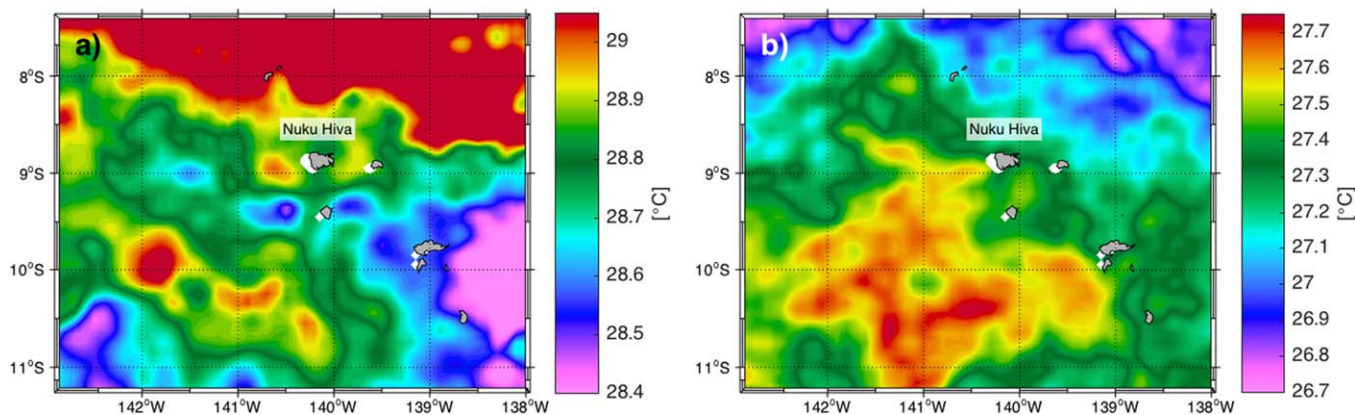 a)
Nuku Hiva
8°S
9°S
10°S
11°S
142°W
141°W
140°W
139°W
138°W
29
28.9
28.8
28.7
28.6
28.5
28.4
[°C]
b)
Nuku Hiva
8°S
9°S
10°S
11°S
142°W
141°W
140°W
139°W
138°W
27.7
27.6
27.5
27.4
27.3
27.2
27.1
27
26.9
26.8
26.7
[°C]